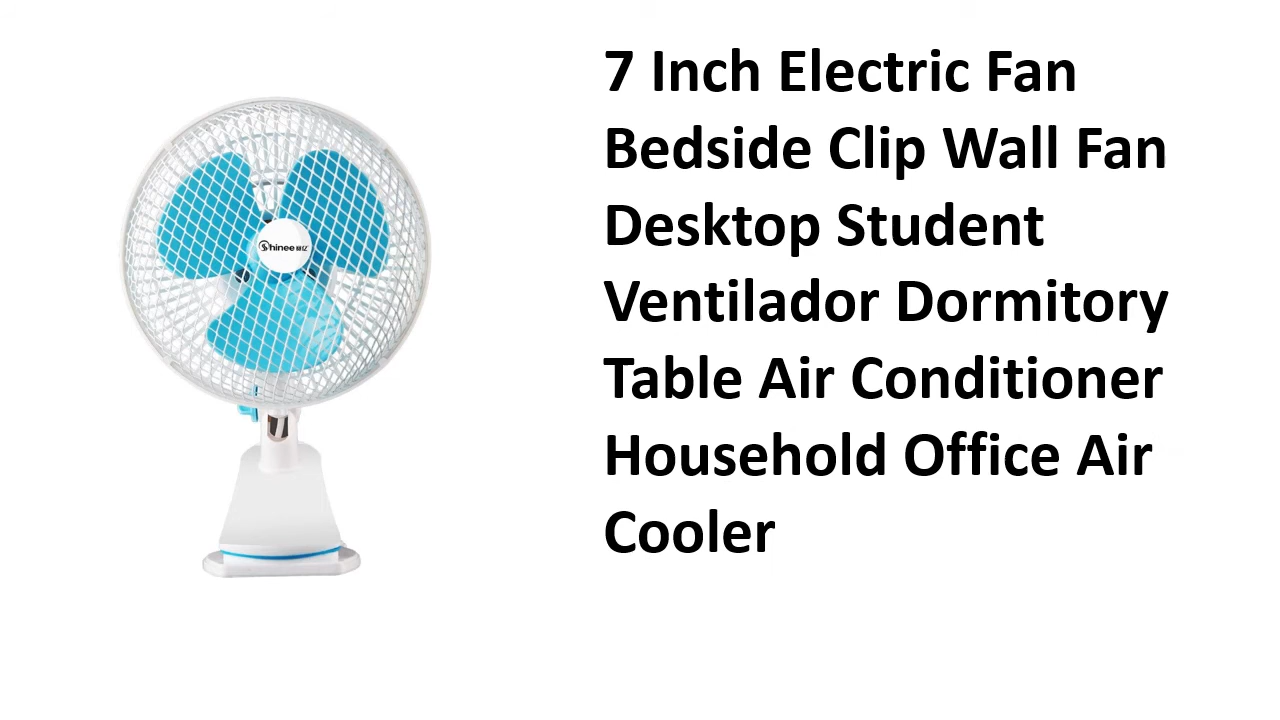 Shinee
7 Inch Electric Fan
Bedside Clip Wall Fan
Desktop Student
Ventilador Dormitory
Table Air Conditioner
Household Office Air
Cooler